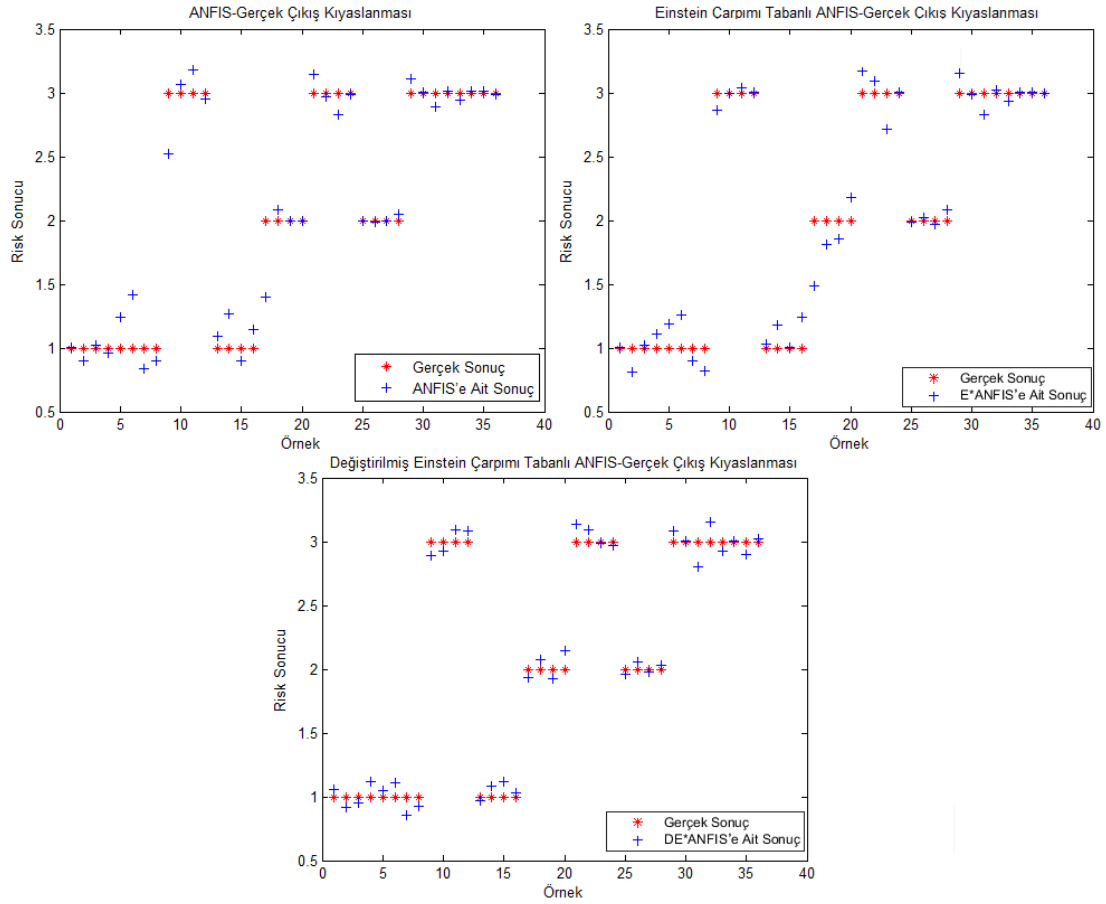 ANFIS-Gerçek Çıkış Kıyaslanması
3.5
3
2.5
2
1.5
1
0.5
Risk Sonucu
0 5 10 15 20 25 30 35 40
Örnek
Gerçek Sonuç
ANFIS'e Ait Sonuç
Einstein Çarpımı Tabanlı ANFIS-Gerçek Çıkış Kıyaslanması
3.5
3
2.5
2
1.5
1
0.5
Risk Sonucu
0 5 10 15 20 25 30 35 40
Örnek
Gerçek Sonuç
E*ANFIS'e Ait Sonuç
Değiştirilmiş Einstein Çarpımı Tabanlı ANFIS-Gerçek Çıkış Kıyaslanması
3.5
3
2.5
2
1.5
1
0.5
Risk Sonucu
0 5 10 15 20 25 30 35 40
Örnek
Gerçek Sonuç
DE*ANFIS'e Ait Sonuç